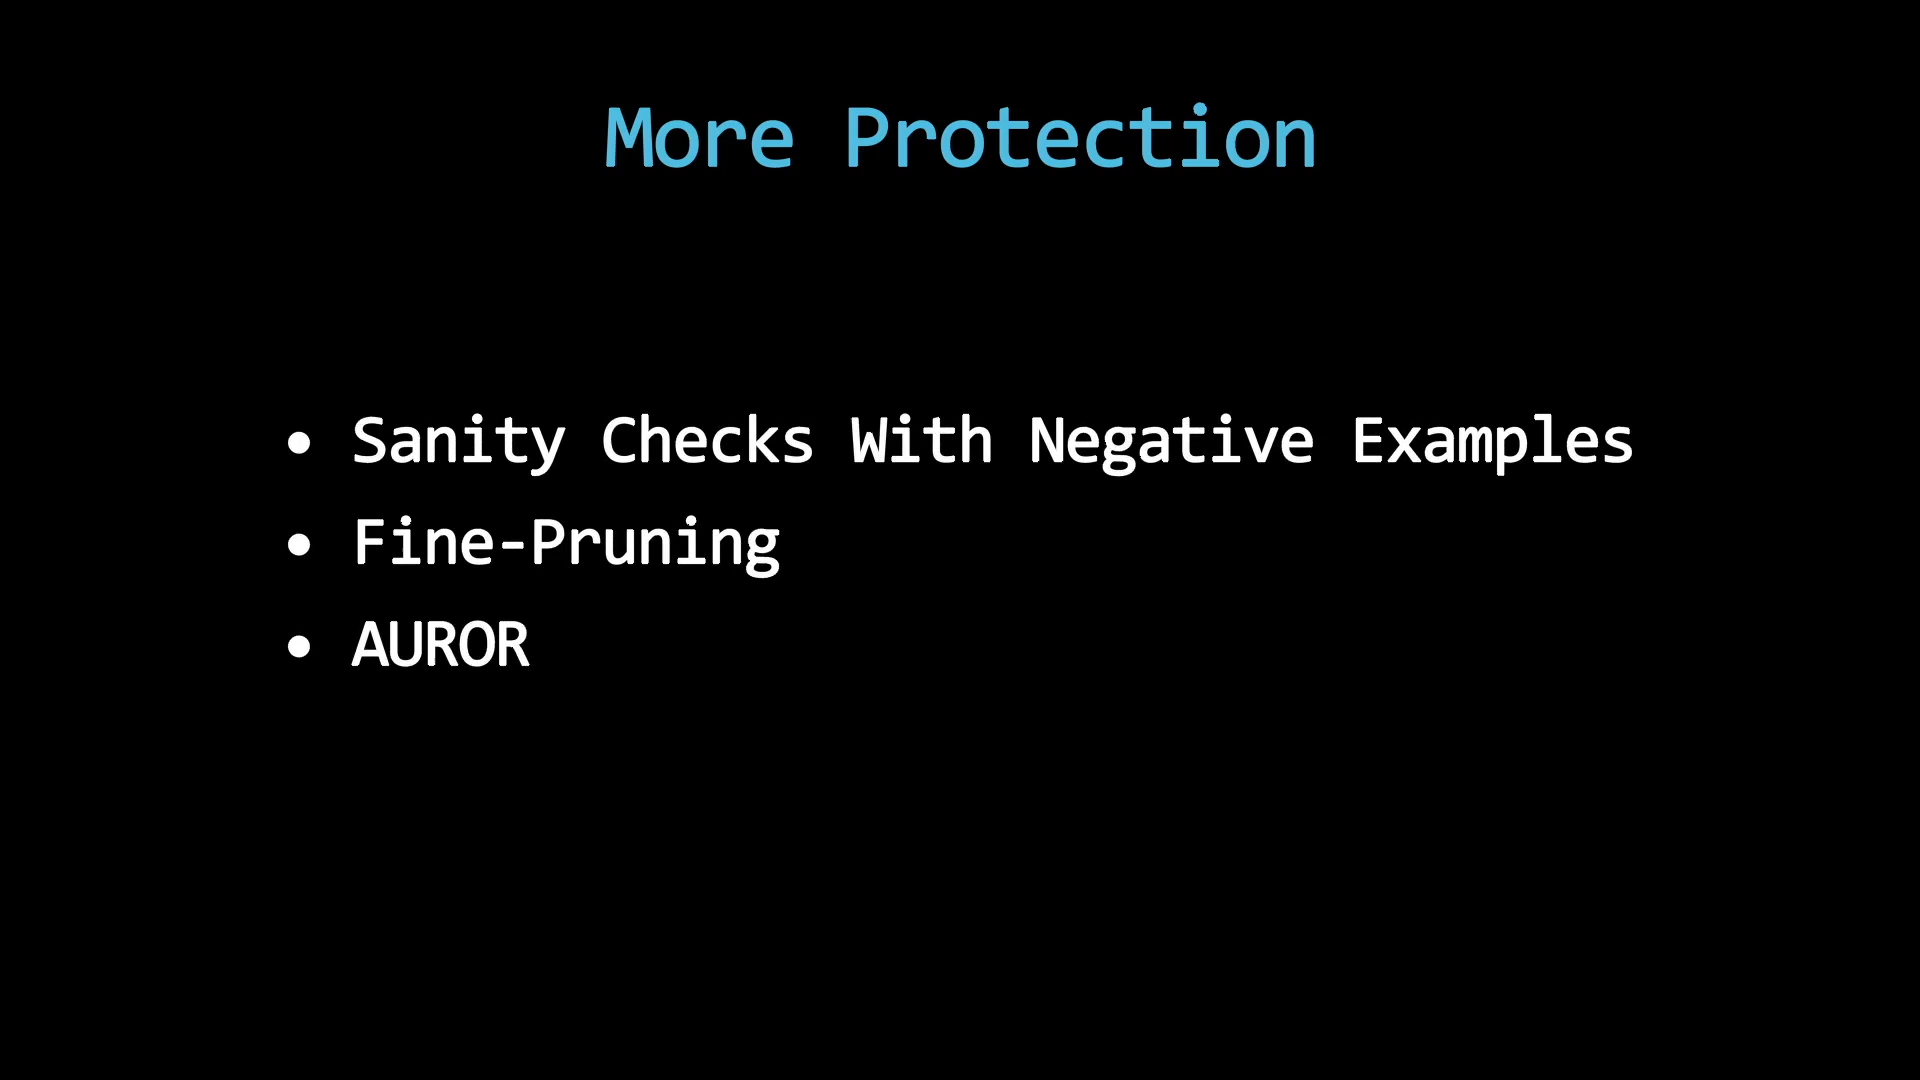 More Protection
• Sanity Checks With Negative Examples
• Fine-Pruning
• AUROR